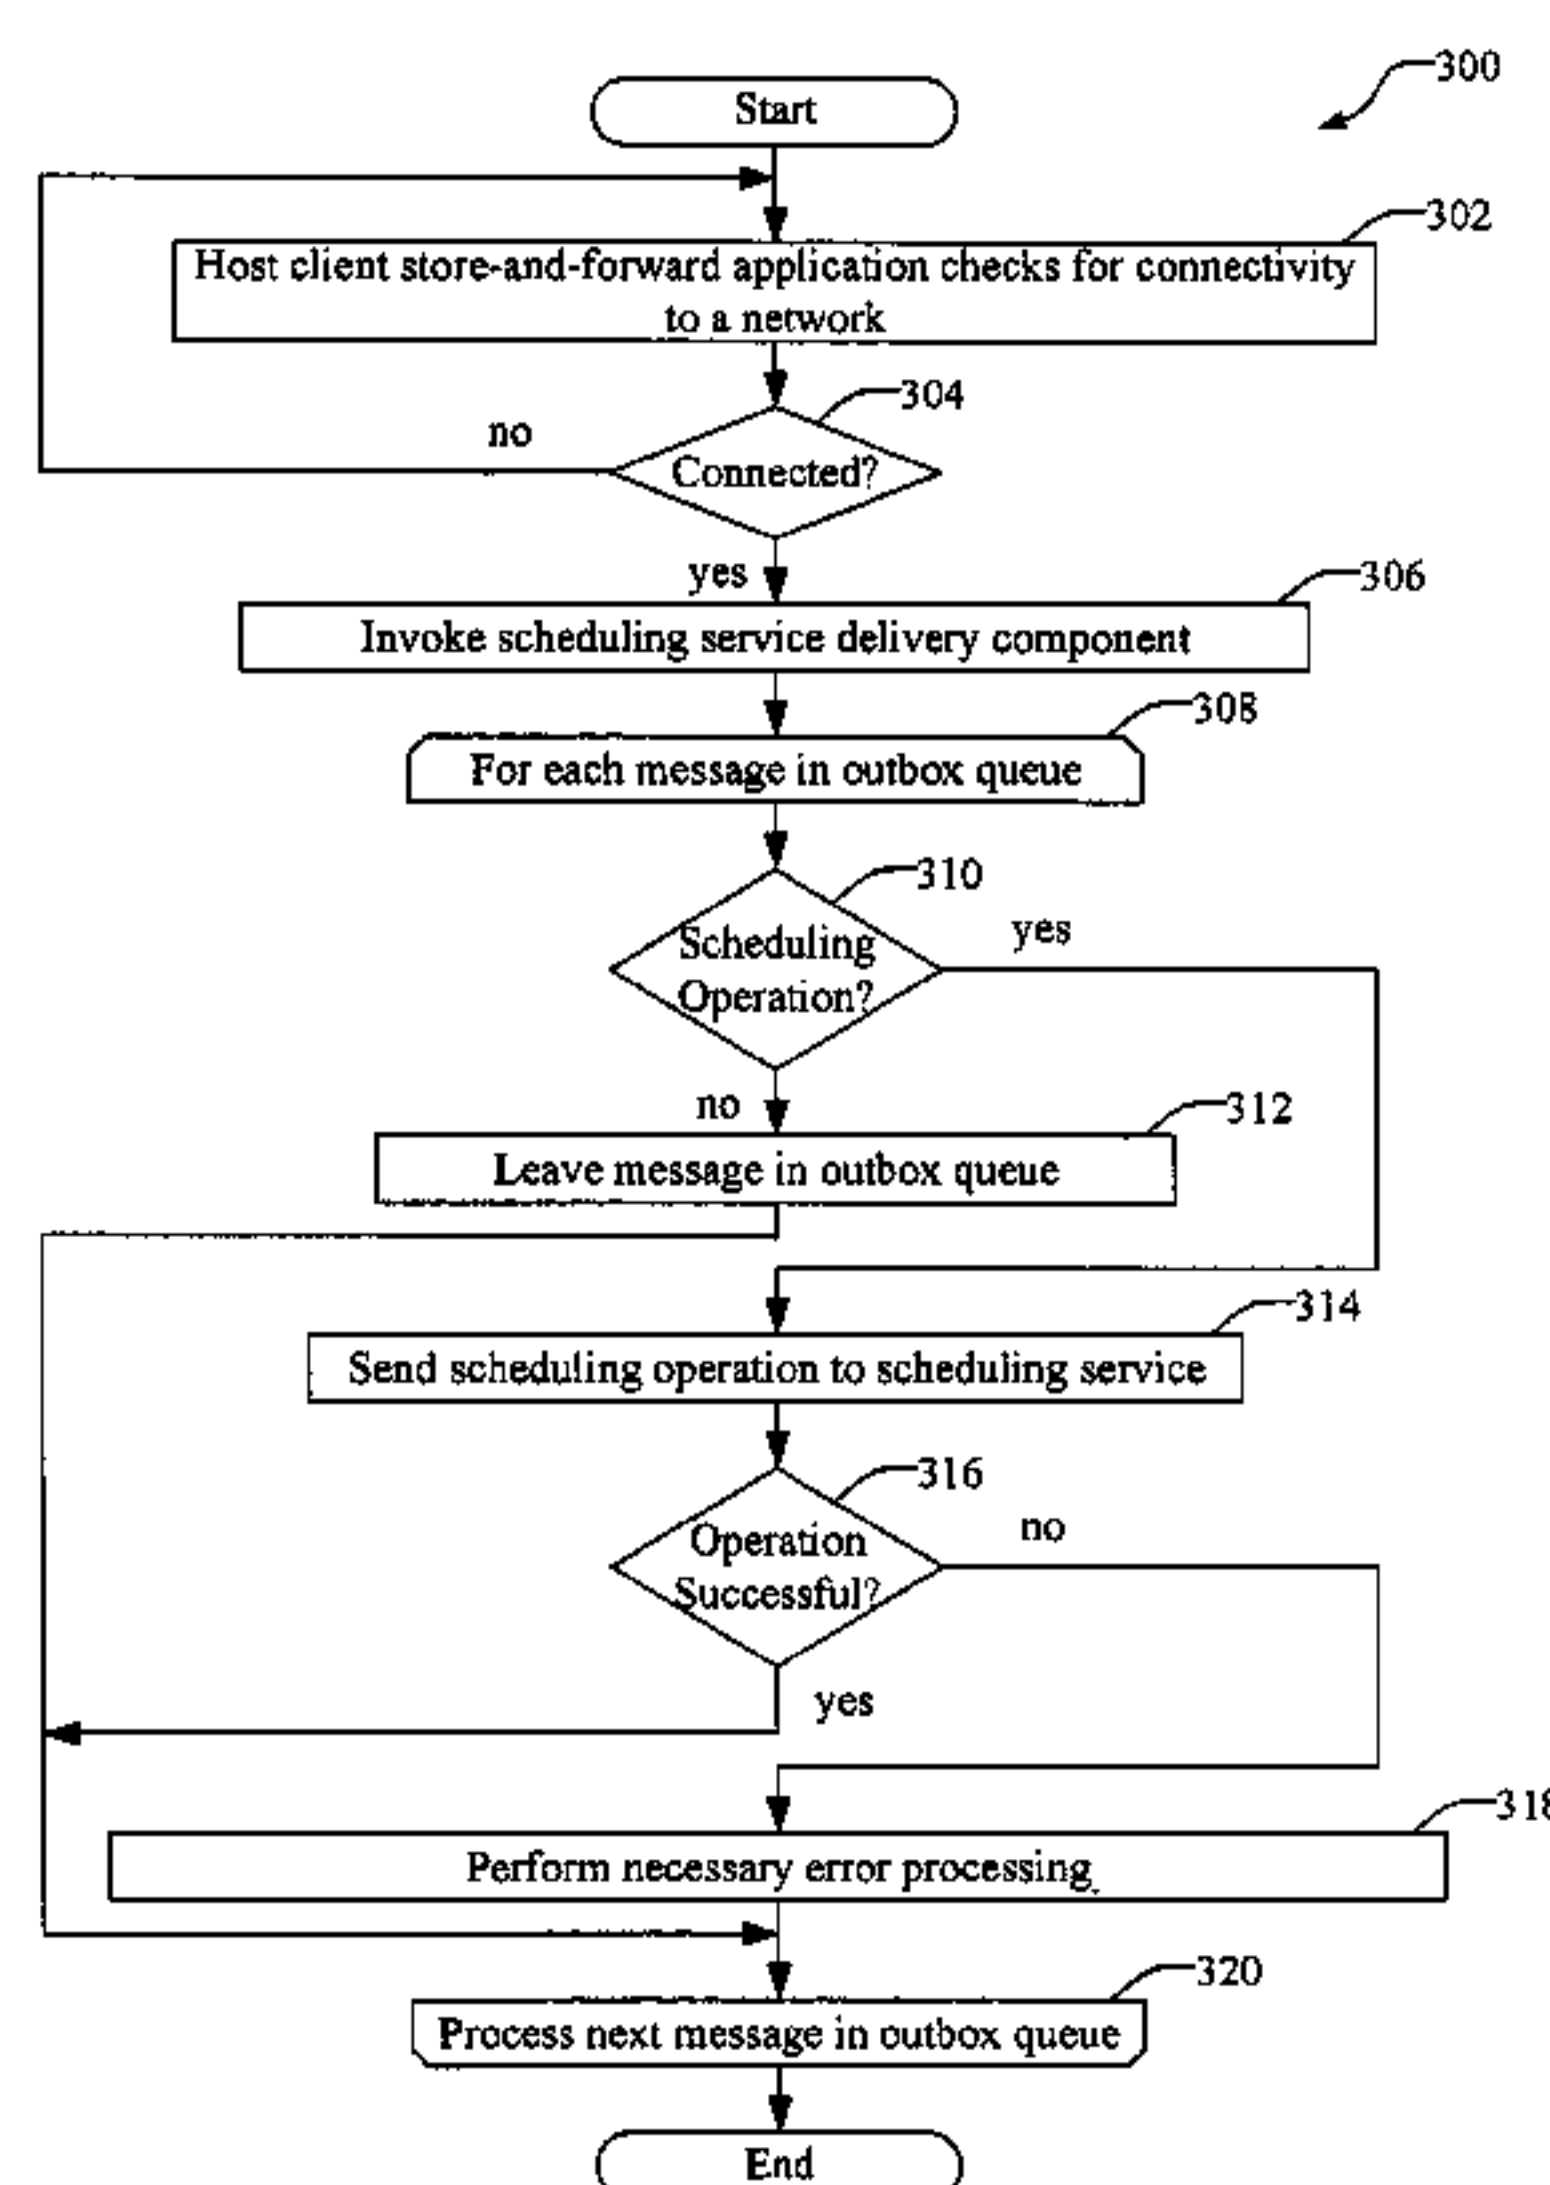 300
Start
302
Host client store-and-forward application checks for connectivity
to a network
304
no
Connected?
yes
306
Invoke scheduling service delivery component
308
For each message in outbox queue
310
Scheduling
Operation?
yes
no
312
Leave message in outbox queue
314
Send scheduling operation to scheduling service
316
Operation
Successful?
no
yes
318
Perform necessary error processing
320
Process next message in outbox queue
End